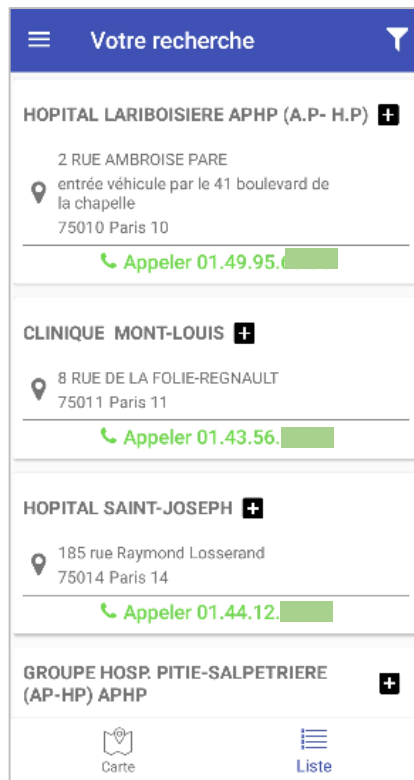 Votre recherche
HOPITAL LARIBOISIERE APHP (A.P- H.P)
2 RUE AMBROISE PARE
entrée véhicule par le 41 boulevard de
la chapelle
75010 Paris 10
Appeler 01.49.95.
CLINIQUE MONT-LOUIS
8 RUE DE LA FOLIE-REGNAULT
75011 Paris 11
Appeler 01.43.56.
HOPITAL SAINT-JOSEPH
185 rue Raymond Losserand
75014 Paris 14
Appeler 01.44.12.
GROUPE HOSP. PITIE-SALPETRIERE
(AP-HP) APHP
Carte
Liste